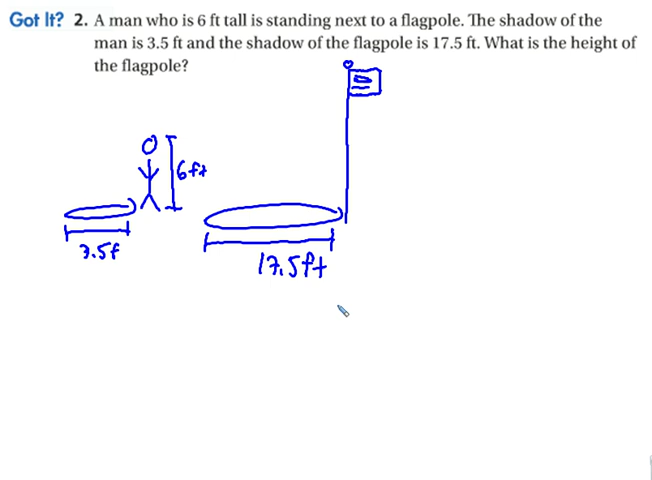 Got It? 2. A man who is 6 ft tall is standing next to a flagpole. The shadow of the
man is 3.5 ft and the shadow of the flagpole is 17.5 ft. What is the height of
the flagpole?
6ft
3.5f
17.5ft